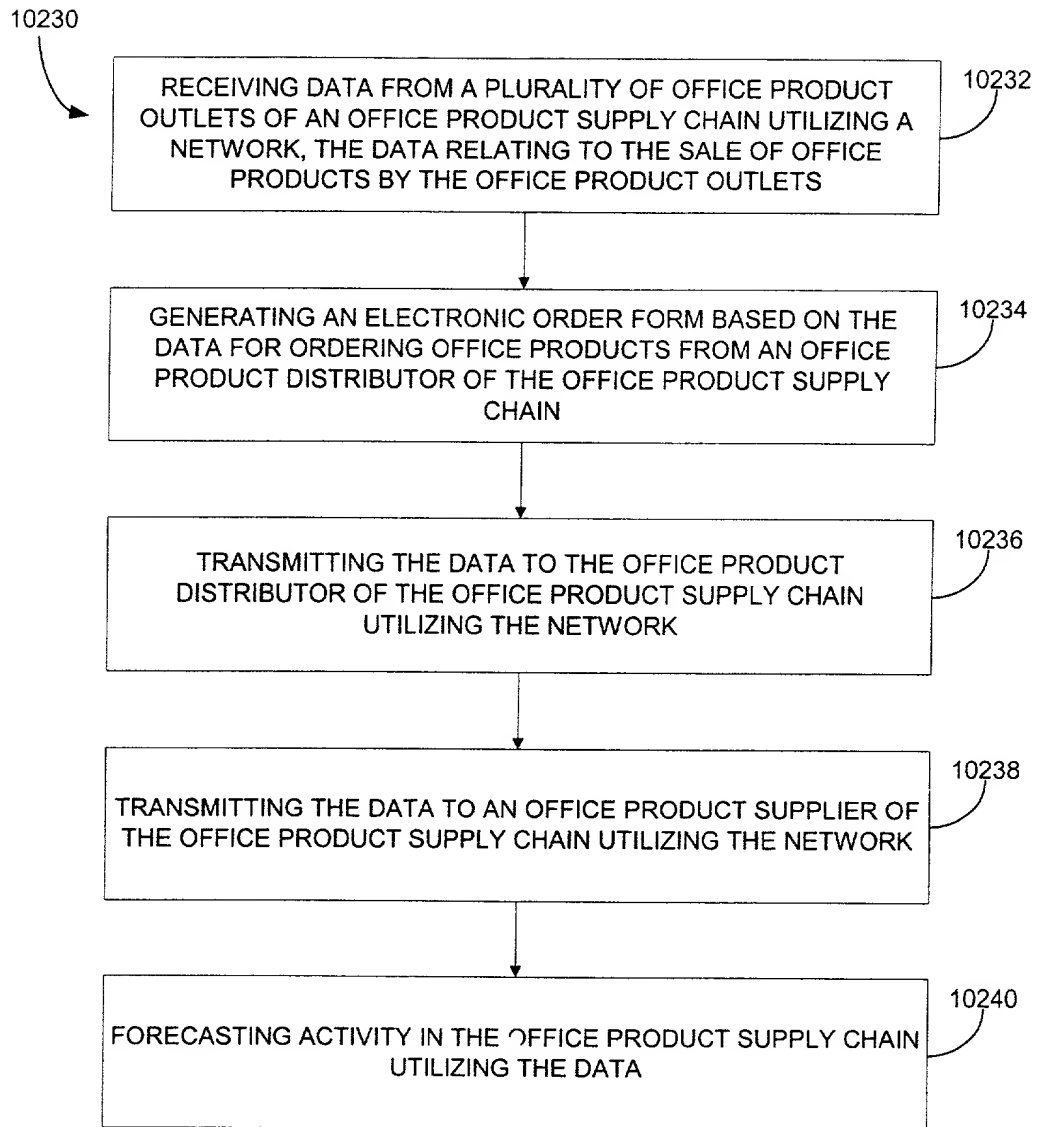 10230
RECEIVING DATA FROM A PLURALITY OF OFFICE PRODUCT
OUTLETS OF AN OFFICE PRODUCT SUPPLY CHAIN UTILIZING A
NETWORK, THE DATA RELATING TO THE SALE OF OFFICE
PRODUCTS BY THE OFFICE PRODUCT OUTLETS
10232
GENERATING AN ELECTRONIC ORDER FORM BASED ON THE
DATA FOR ORDERING OFFICE PRODUCTS FROM AN OFFICE
PRODUCT DISTRIBUTOR OF THE OFFICE PRODUCT SUPPLY
CHAIN
10234
TRANSMITTING THE DATA TO THE OFFICE PRODUCT
DISTRIBUTOR OF THE OFFICE PRODUCT SUPPLY CHAIN
UTILIZING THE NETWORK
10236
TRANSMITTING THE DATA TO AN OFFICE PRODUCT SUPPLIER OF
THE OFFICE PRODUCT SUPPLY CHAIN UTILIZING THE NETWORK
10238
FORECASTING ACTIVITY IN THE OFFICE PRODUCT SUPPLY CHAIN
UTILIZING THE DATA
10240